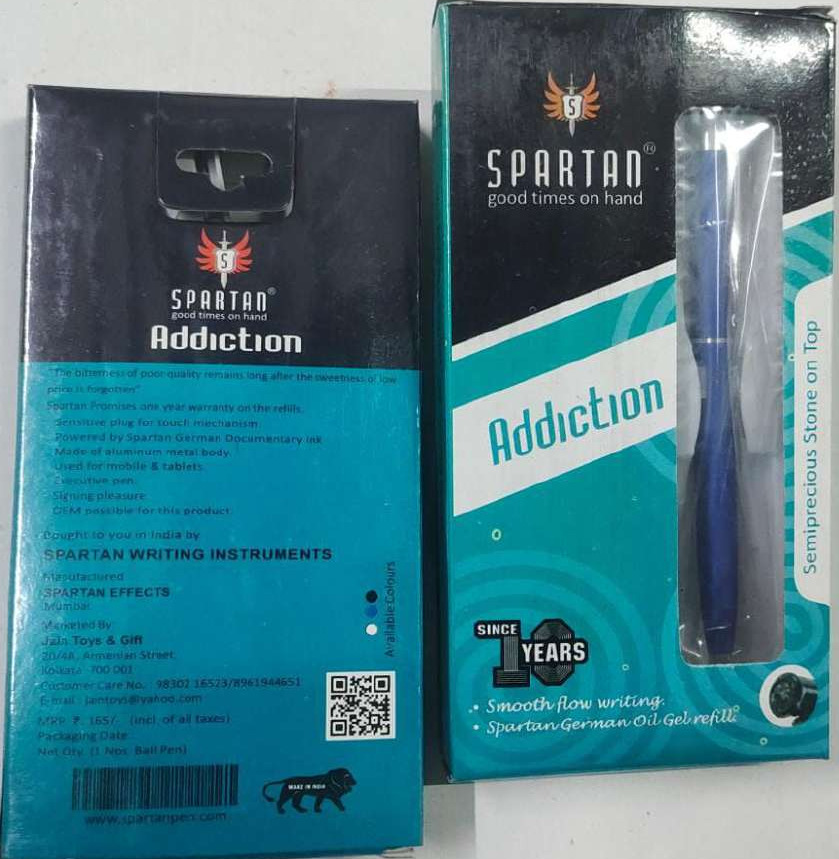 S
SPARTAN®
good times on hand
Addiction
"The bitterness of poor quality remains long after the sweetness of low
price is forgotten"
Spartan Promises one year warranty on the refills.
Sensitive plug for touch mechanism
Powered by Spartan German Documentary Ink
Made of aluminum metal body
Used for mobile & tablets.
Executive pen.
Signing pleasure
OEM possible for this product
Bought to you in India by
SPARTAN WRITING INSTRUMENTS
Manufactured
SPARTAN EFFECTS
Mumbai
Marketed By:
Jain Toys & Gift
20/4A, Armenian Street,
Kolkata -700 001
Customer Care No. 98302 16523/8961944651
E-mail : jaintoys@yahoo.com
MRP ₹. 165/- (incl. of all taxes)
Packaging Date
Net Qty. (1 Nos. Ball Pen)
www.spartanpen.com
Available Colours
MAKE IN INDIA
S
SPARTAN®
good times on hand
Addiction
Semiprecious Stone on Top
SINCE
10
YEARS
• Smooth flow writing.
• Spartan German Oil Gel refill.